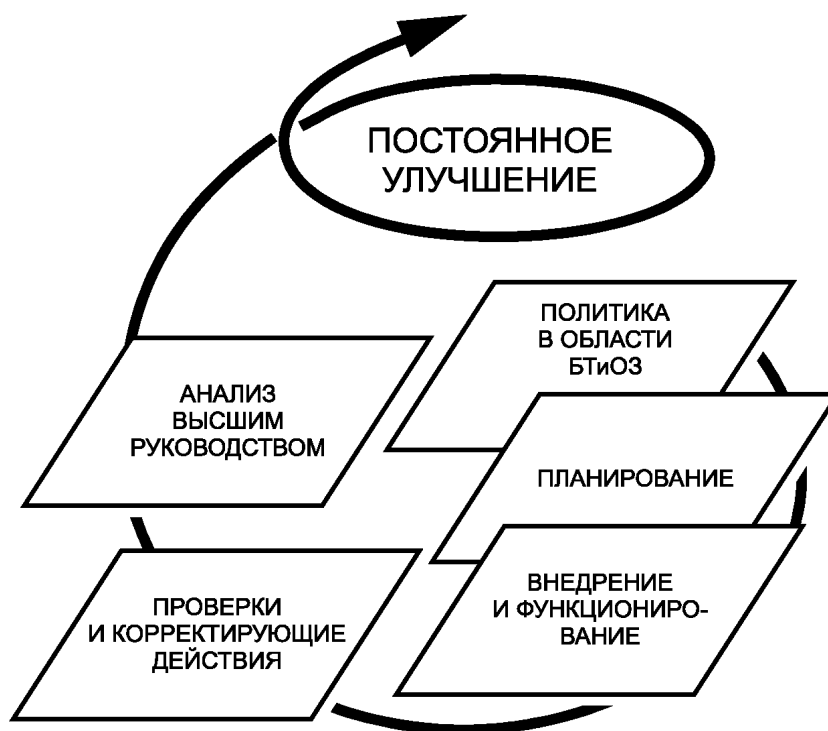 ПОСТОЯННОЕ
УЛУЧШЕНИЕ
ПОЛИТИКА
В ОБЛАСТИ
БТиОЗ
ПЛАНИРОВАНИЕ
ВНЕДРЕНИЕ
И ФУНКЦИОНИРО-
ВАНИЕ
ПРОВЕРКИ
И КОРРЕКТИРУЮЩИЕ
ДЕЙСТВИЯ
АНАЛИЗ
ВЫСШИМ
РУКОВОДСТВОМ